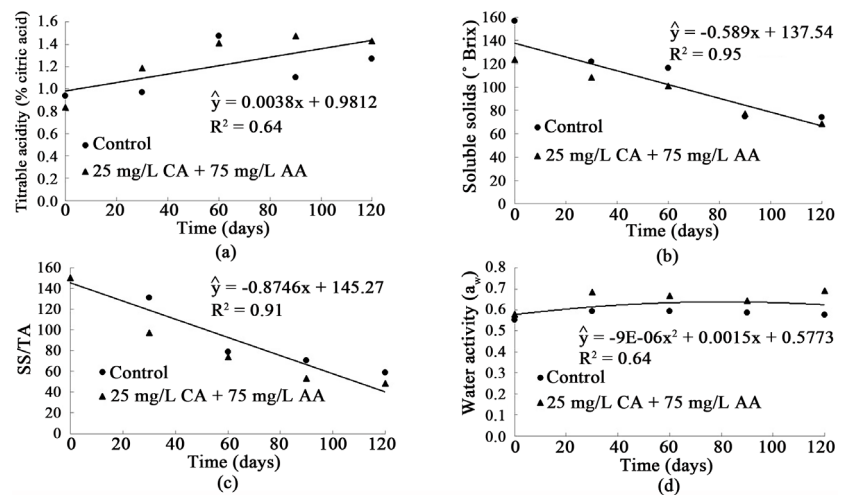 Titrable acidity (% citric acid)
1.6
1.4
1.2
1.0
0.8
0.6
0.4
0.2
0.0
ŷ = 0.0038x + 0.9812
R² = 0.64
● Control
▲ 25 mg/L CA + 75 mg/L AA
0 20 40 60 80 100 120
Time (days)
(a)
Soluble solids (° Brix)
160
140
120
100
80
60
40
20
0
ŷ = -0.589x + 137.54
R² = 0.95
● Control
▲ 25 mg/L CA + 75 mg/L AA
0 20 40 60 80 100 120
Time (days)
(b)
SS/TA
160
140
120
100
80
60
40
20
0
ŷ = -0.8746x + 145.27
R² = 0.91
● Control
▲ 25 mg/L CA + 75 mg/L AA
0 20 40 60 80 100 120
Time (days)
(c)
Water activity (a_w)
0.8
0.7
0.6
0.5
0.4
0.3
0.2
0.1
0.0
ŷ = -9E-06x² + 0.0015x + 0.5773
R² = 0.64
● Control
▲ 25 mg/L CA + 75 mg/L AA
0 20 40 60 80 100 120
Time (days)
(d)